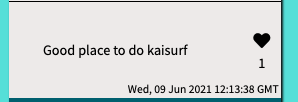 Good place to do kaisurf
1
Wed, 09 Jun 2021 12:13:38 GMT